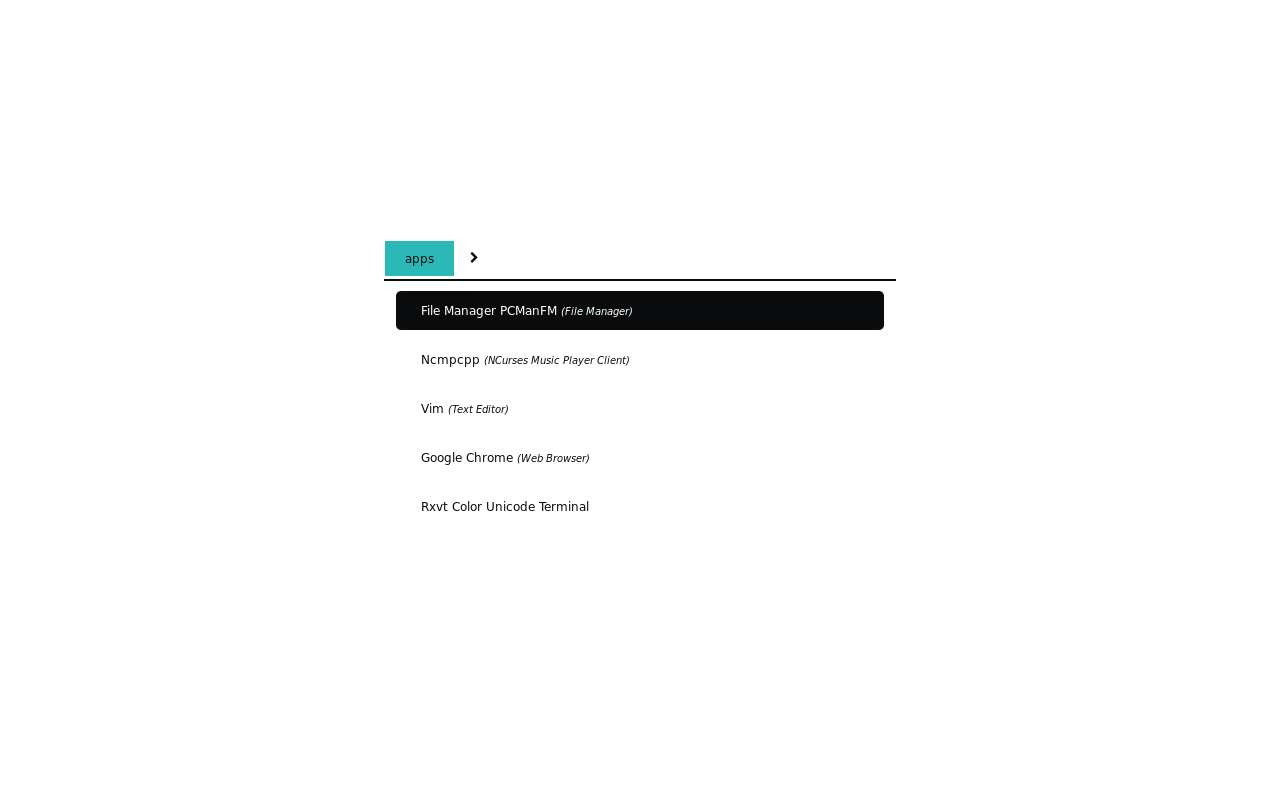 apps
File Manager PCManFM (File Manager)
Ncmpcpp (NCurses Music Player Client)
Vim (Text Editor)
Google Chrome (Web Browser)
Rxvt Color Unicode Terminal